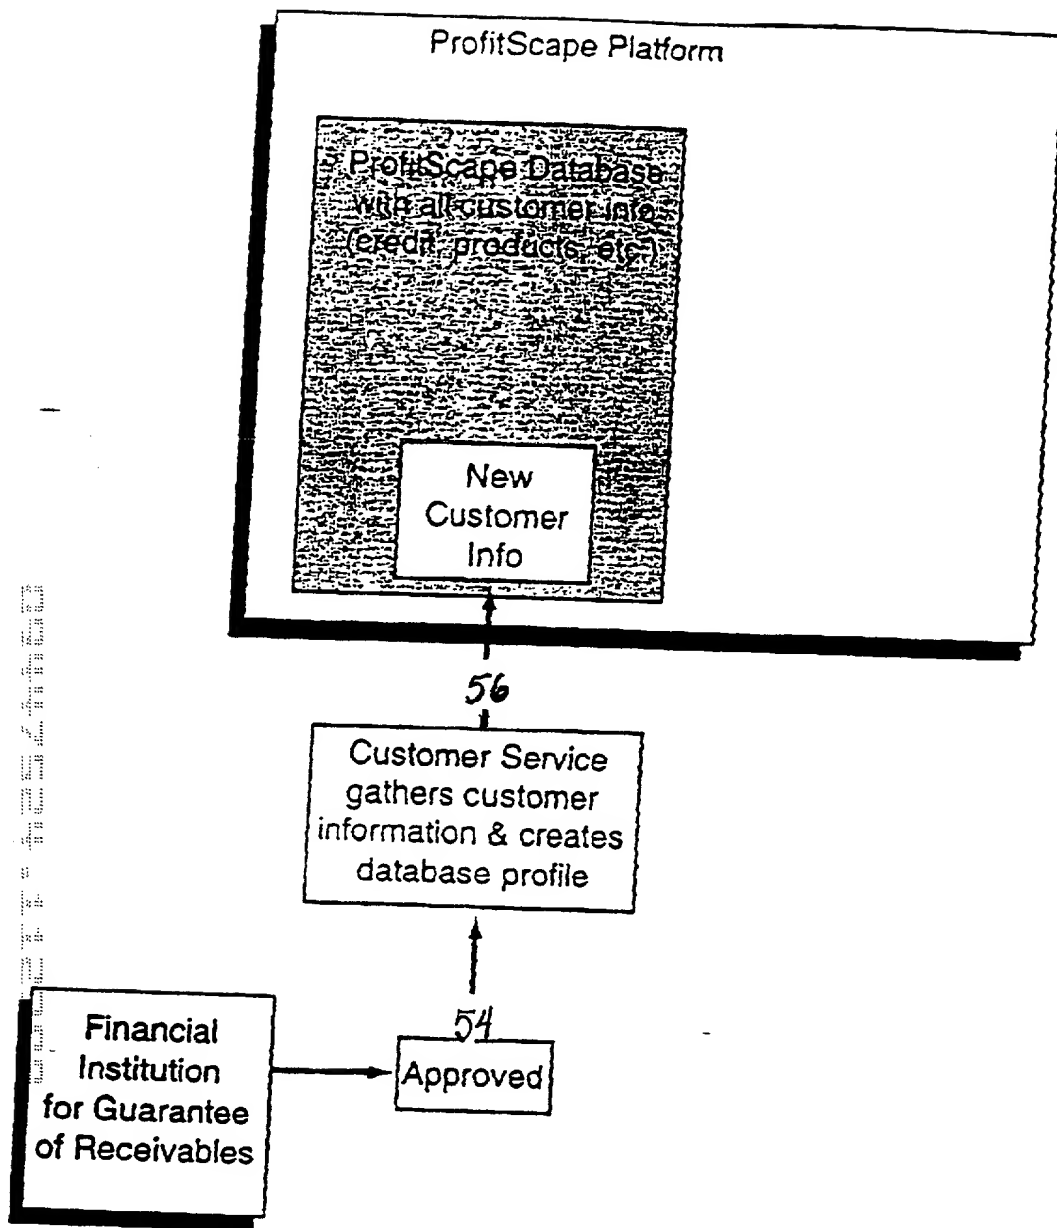 ProfitScape Platform
ProfitScape Database
with all customer info
(credit, products, etc.)
New
Customer
Info
56
Customer Service
gathers customer
information & creates
database profile
54
Approved
Financial
Institution
for Guarantee
of Receivables